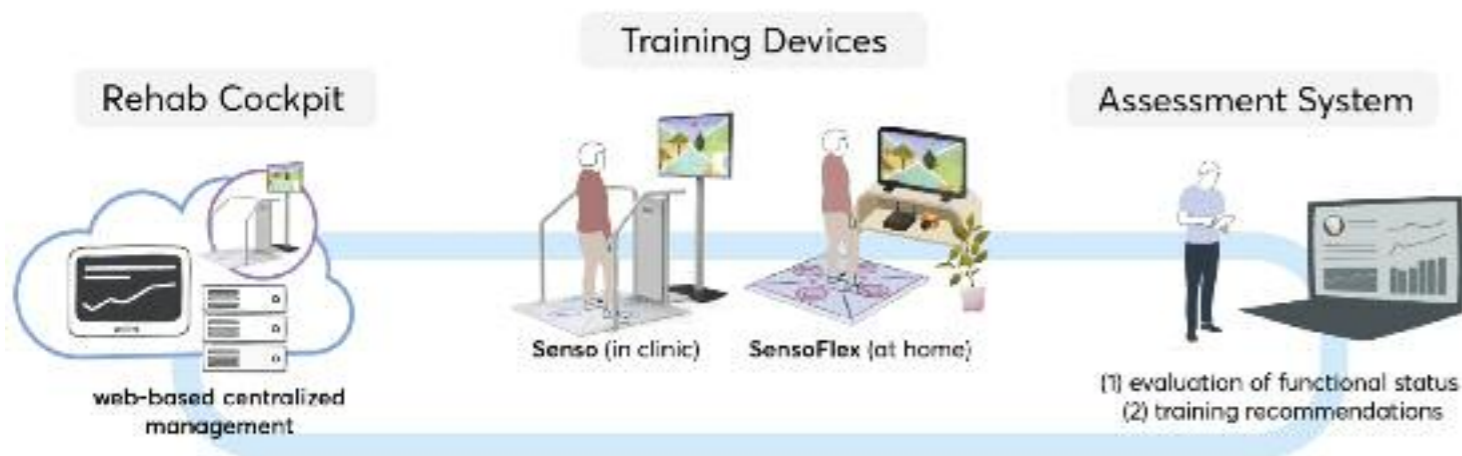 Training Devices
Rehab Cockpit
Assessment System
Senso (in clinic)
SensoFlex (at home)
web-based centralized
management
(1) evaluation of functional status
(2) training recommendations